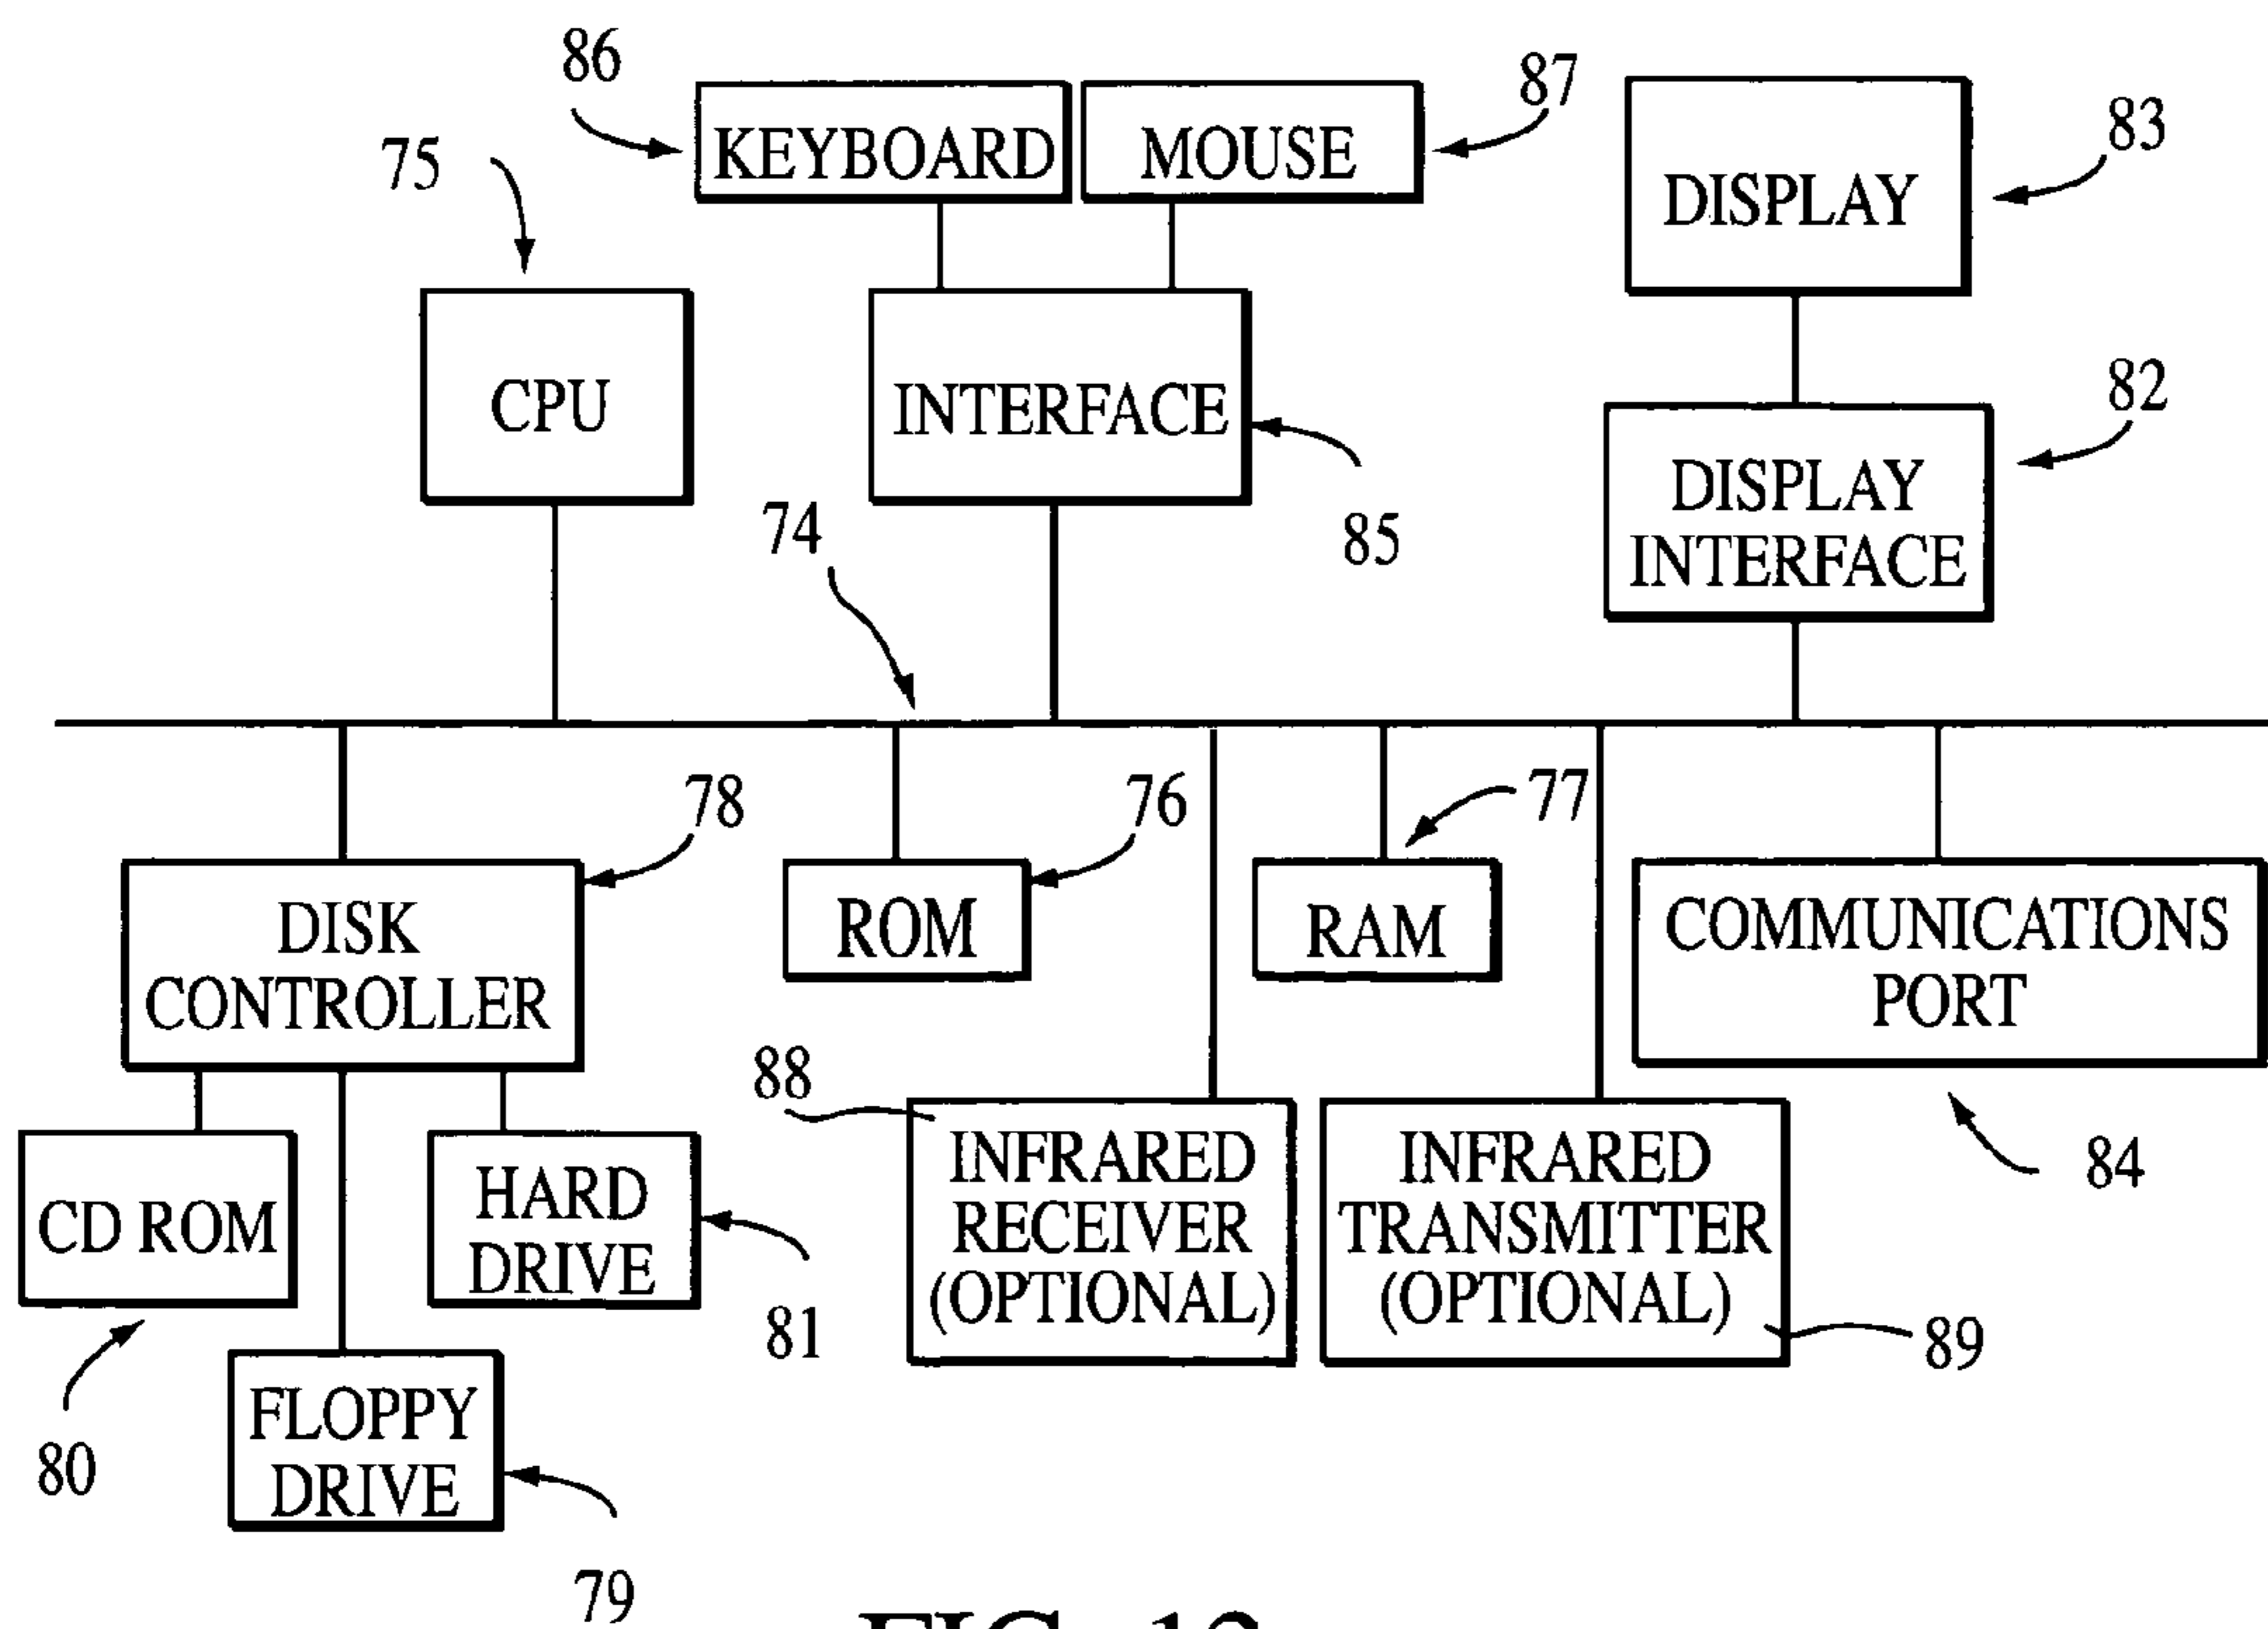 86
KEYBOARD
MOUSE
87
83
75
DISPLAY
CPU
INTERFACE
82
DISPLAY
INTERFACE
74
85
78
76
77
DISK
CONTROLLER
ROM
RAM
COMMUNICATIONS
PORT
88
84
CD ROM
HARD
DRIVE
INFRARED
RECEIVER
(OPTIONAL)
INFRARED
TRANSMITTER
(OPTIONAL)
81
89
80
FLOPPY
DRIVE
79